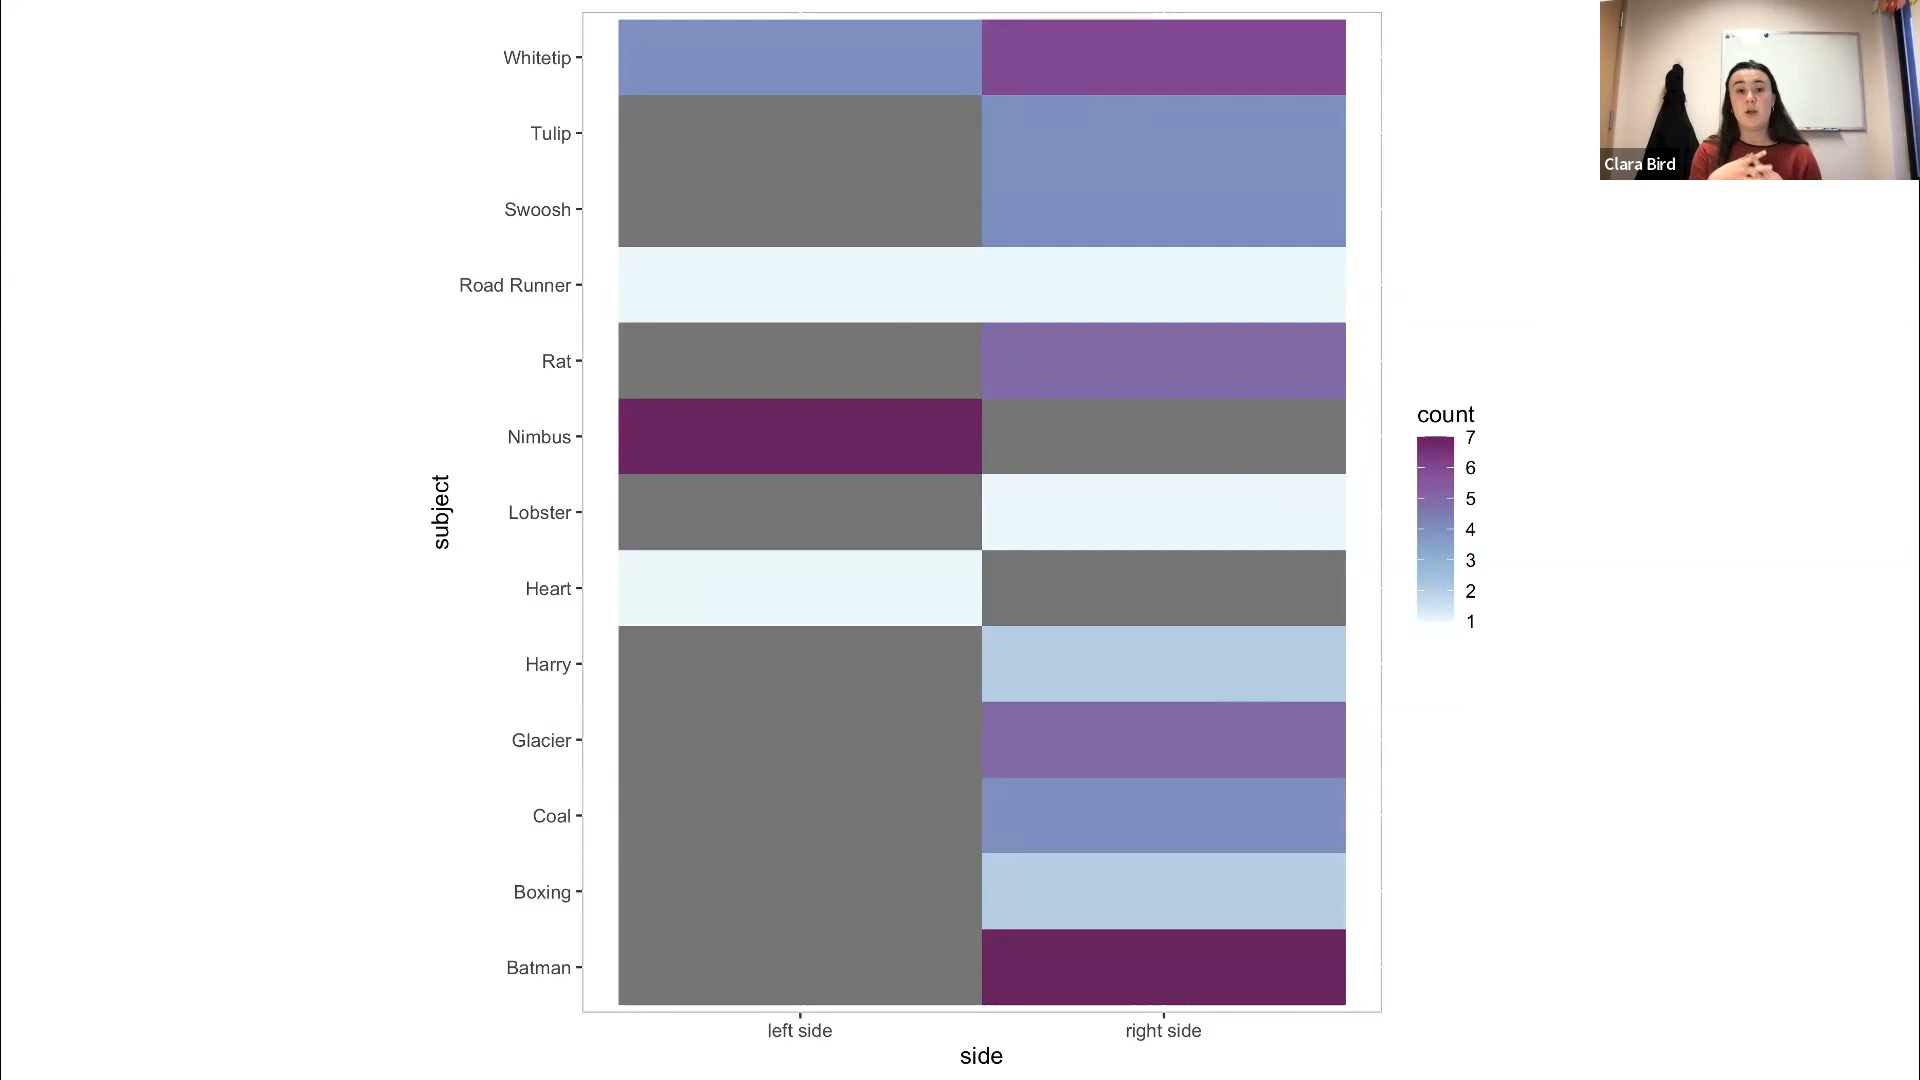 Whitetip
Tulip
Swoosh
Road Runner
Rat
Nimbus
Lobster
Heart
Harry
Glacier
Coal
Boxing
Batman
subject
left side
right side
side
count
7
6
5
4
3
2
1
Clara Bird